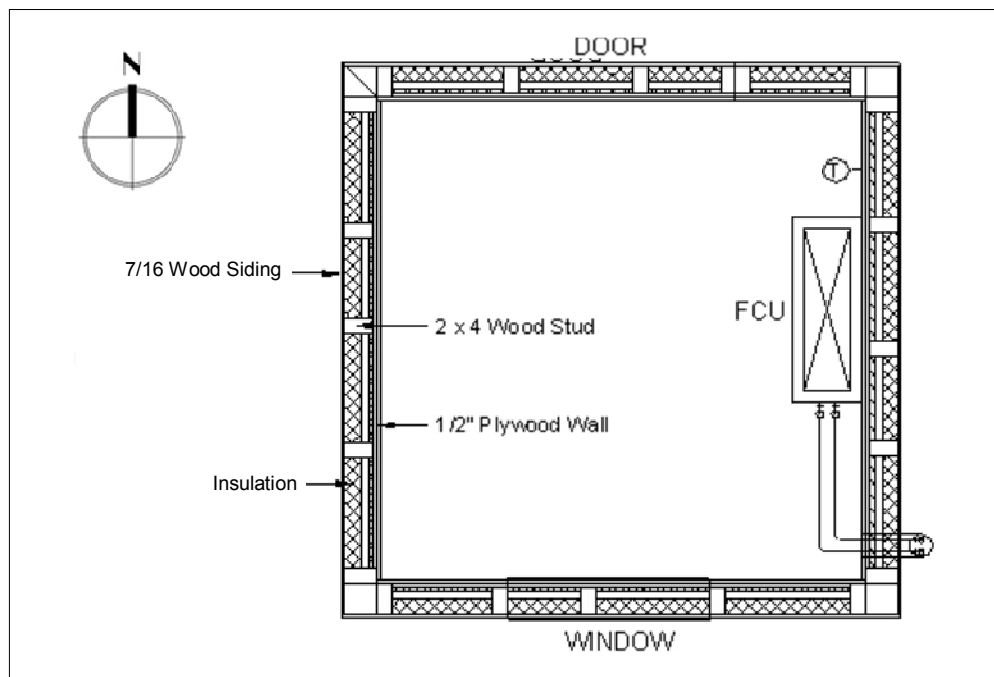 DOOR
N
T
7/16 Wood Siding
FCU
2 x 4 Wood Stud
1/2" Plywood Wall
Insulation
WINDOW